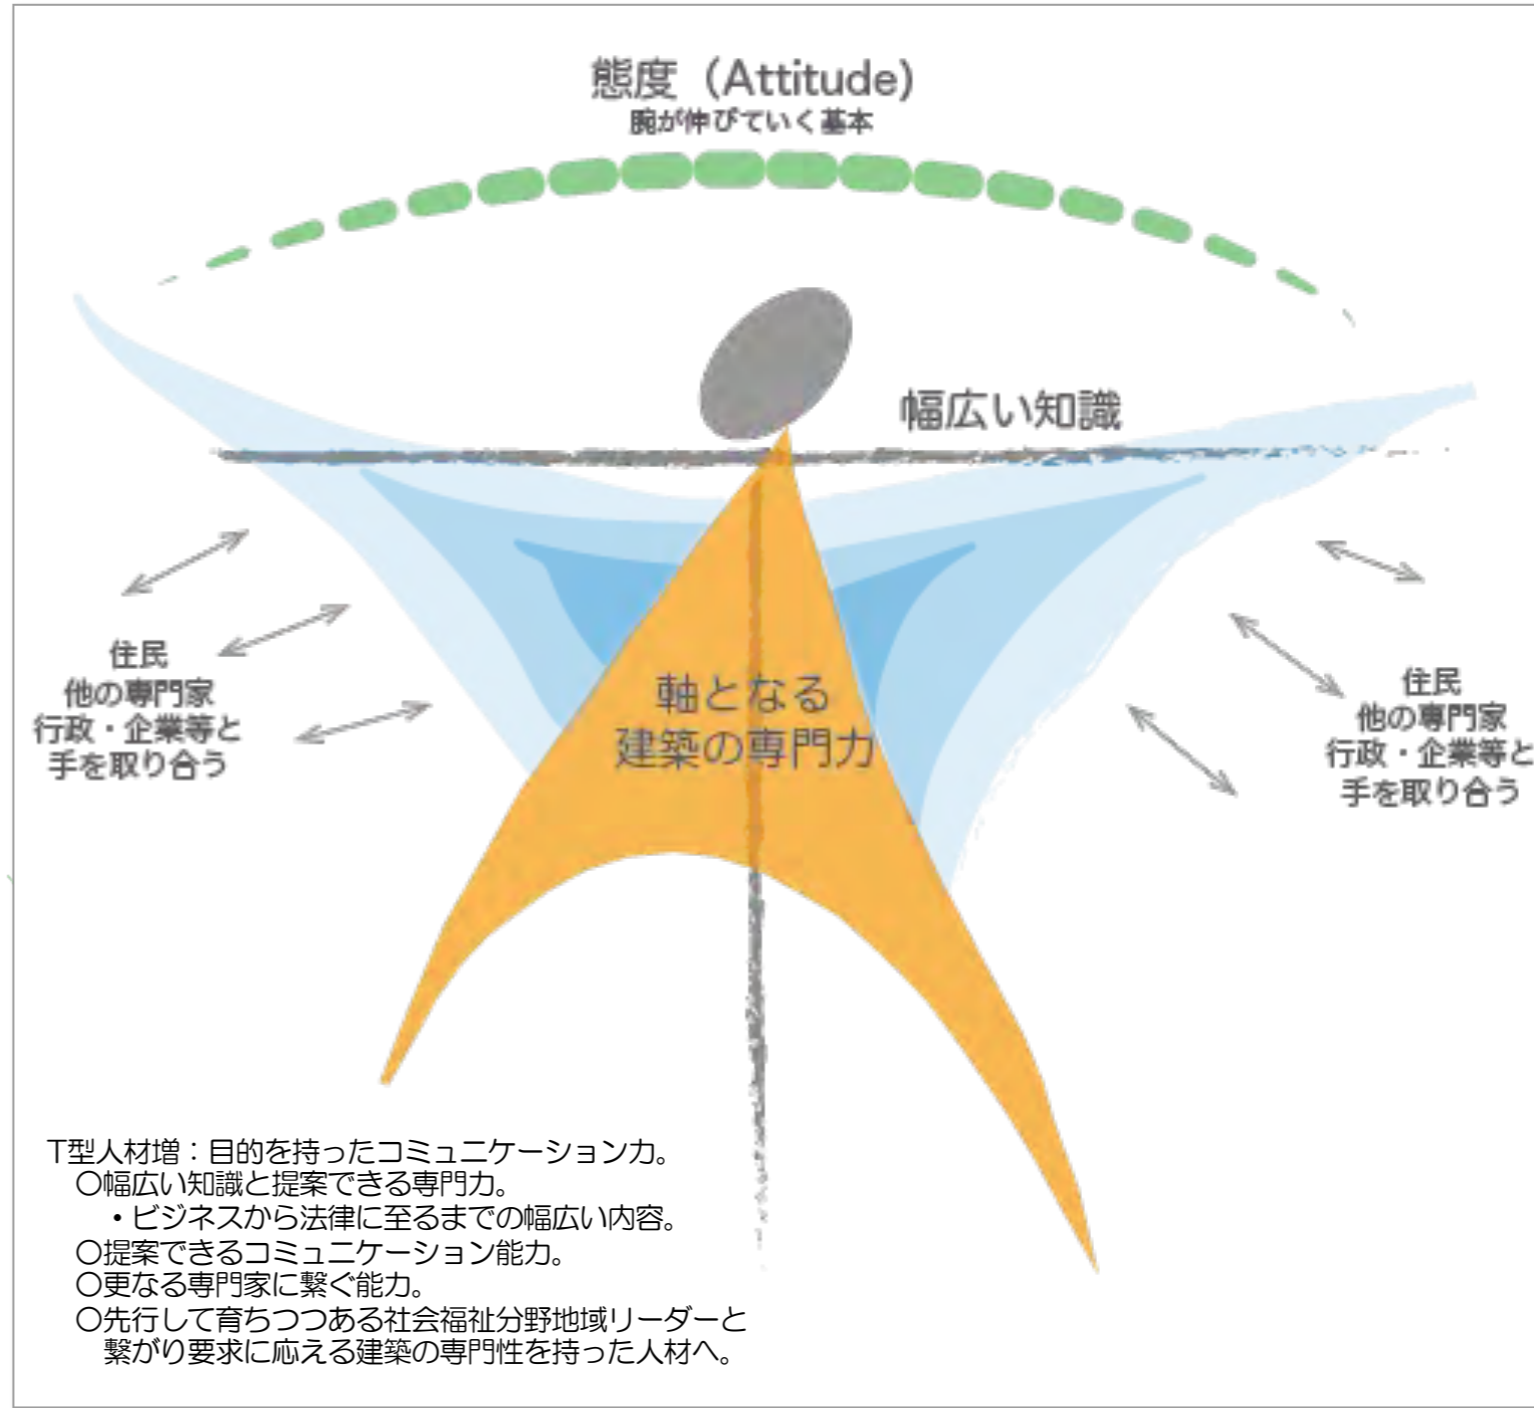 態度（Attitude)
腕が伸びていく基本
幅広い知識
軸となる
建築の専門力
住民
他の専門家
行政・企業等と
手を取り合う
住民
他の専門家
行政・企業等と
手を取り合う
T型人材増：目的を持ったコミュニケーション力。
○幅広い知識と提案できる専門力。
・ビジネスから法律に至るまでの幅広い内容。
○提案できるコミュニケーション能力。
○更なる専門家に繋ぐ能力。
○先行して育ちつつある社会福祉分野地域リーダーと
繋がり要求に応える建築の専門性を持った人材へ。